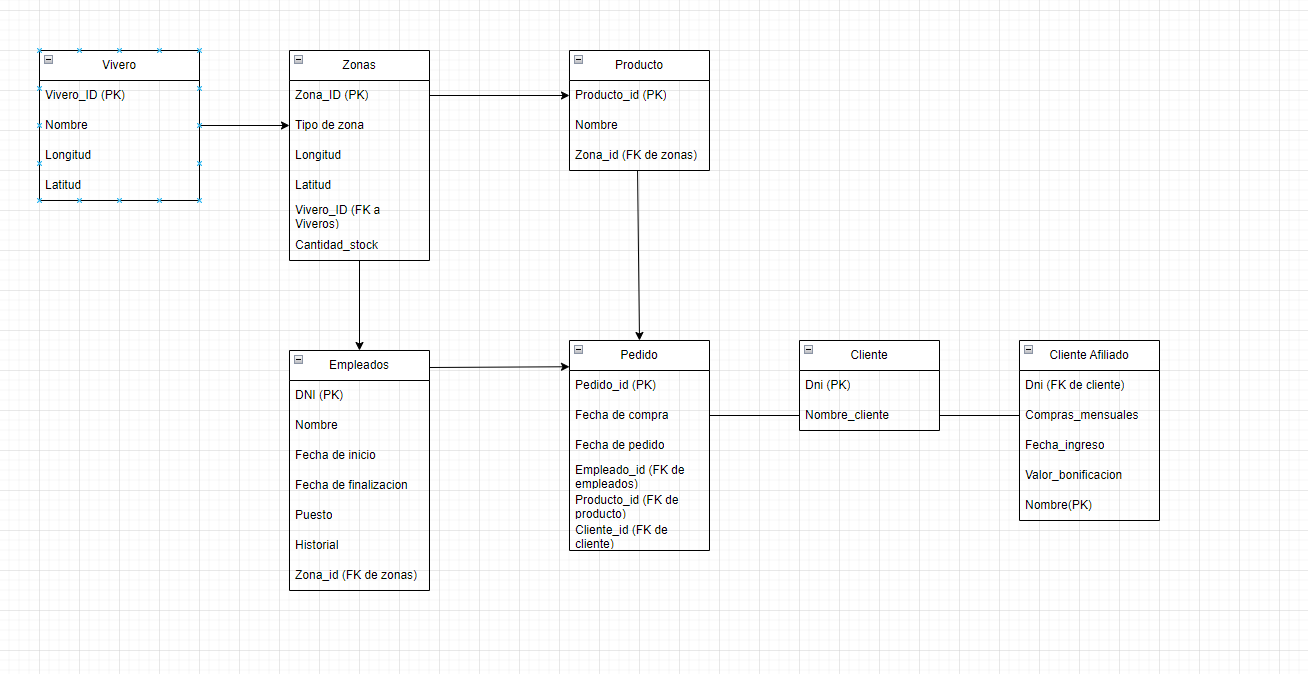 Vivero
Vivero_ID (PK)
Nombre
Longitud
Latitud
Zonas
Zona_ID (PK)
Tipo de zona
Longitud
Latitud
Vivero_ID (FK a
Viveros)
Cantidad_stock
Producto
Producto_id (PK)
Nombre
Zona_id (FK de zonas)
Empleados
DNI (PK)
Nombre
Fecha de inicio
Fecha de finalizacion
Puesto
Historial
Zona_id (FK de zonas)
Pedido
Pedido_id (PK)
Fecha de compra
Fecha de pedido
Empleado_id (FK de
empleados)
Producto_id (FK de
producto)
Cliente_id (FK de
cliente)
Cliente
Dni (PK)
Nombre_cliente
Cliente Afiliado
Dni (FK de cliente)
Compras_mensuales
Fecha_ingreso
Valor_bonificacion
Nombre(PK)